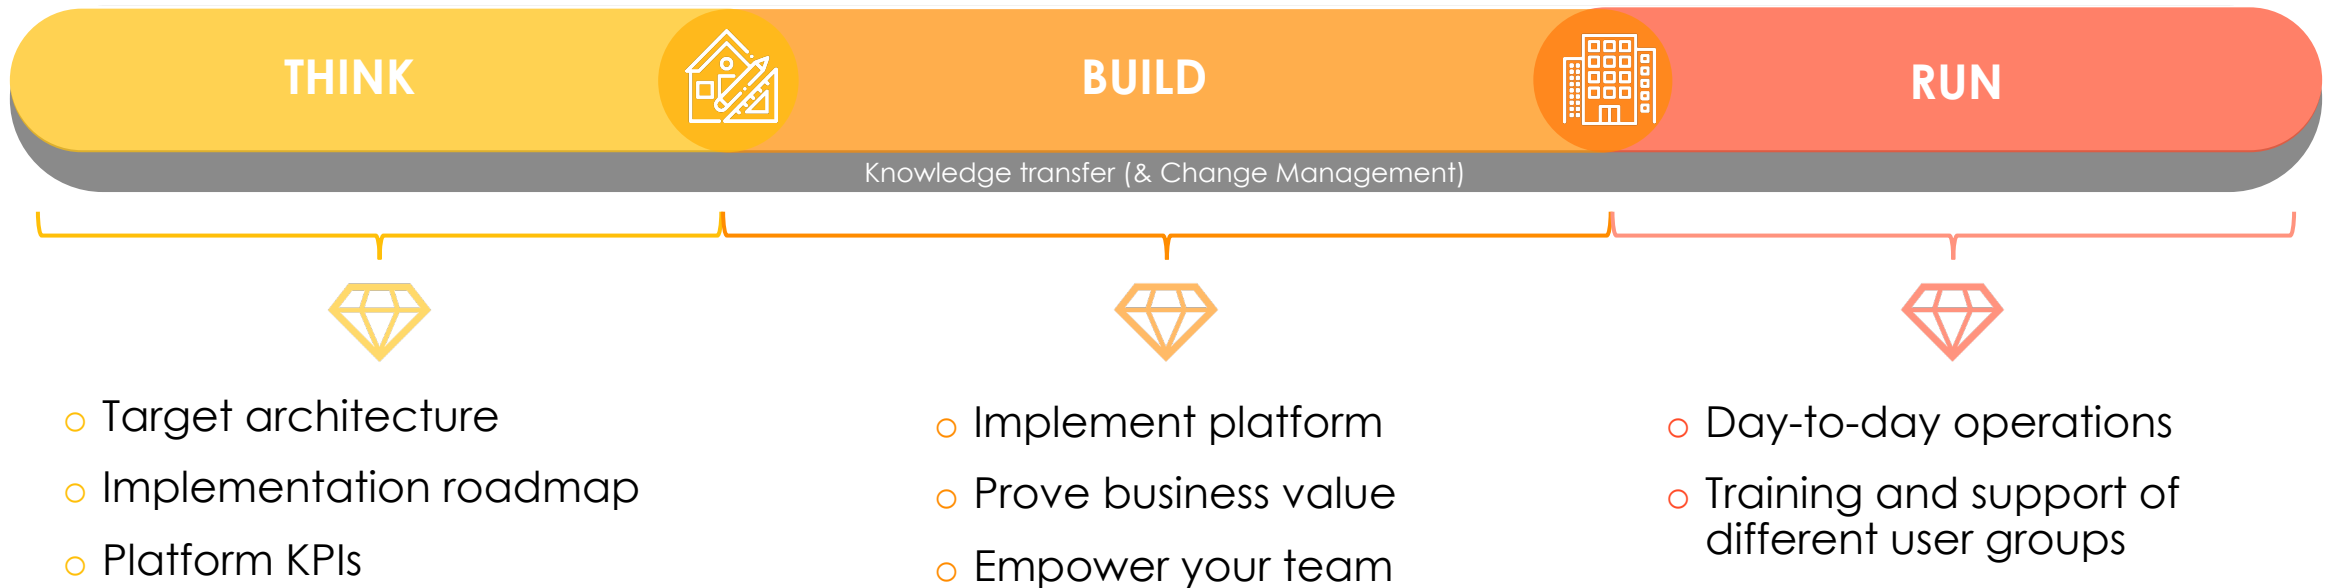 THINK
BUILD
RUN
Knowledge transfer (& Change Management)
Target architecture
Implementation roadmap
Platform KPIs
Implement platform
Prove business value
Empower your team
Day-to-day operations
Training and support of
different user groups